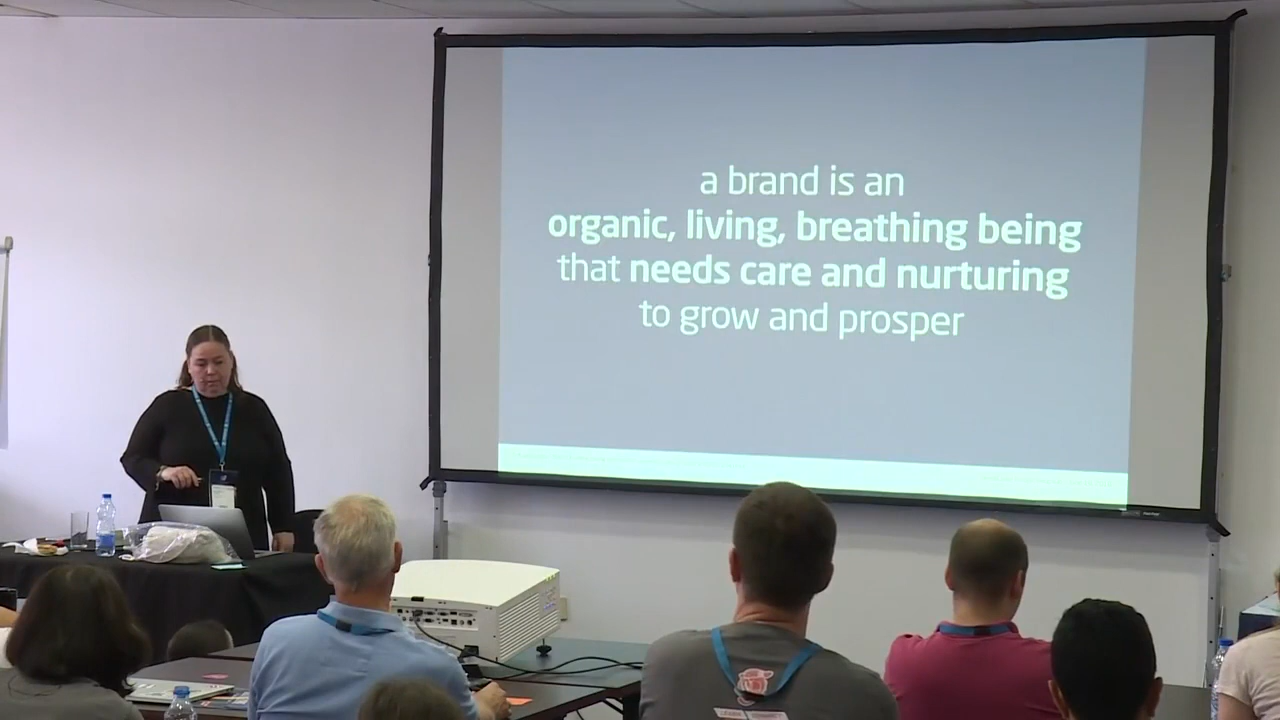 a brand is an
organic, living, breathing being
that needs care and nurturing
to grow and prosper